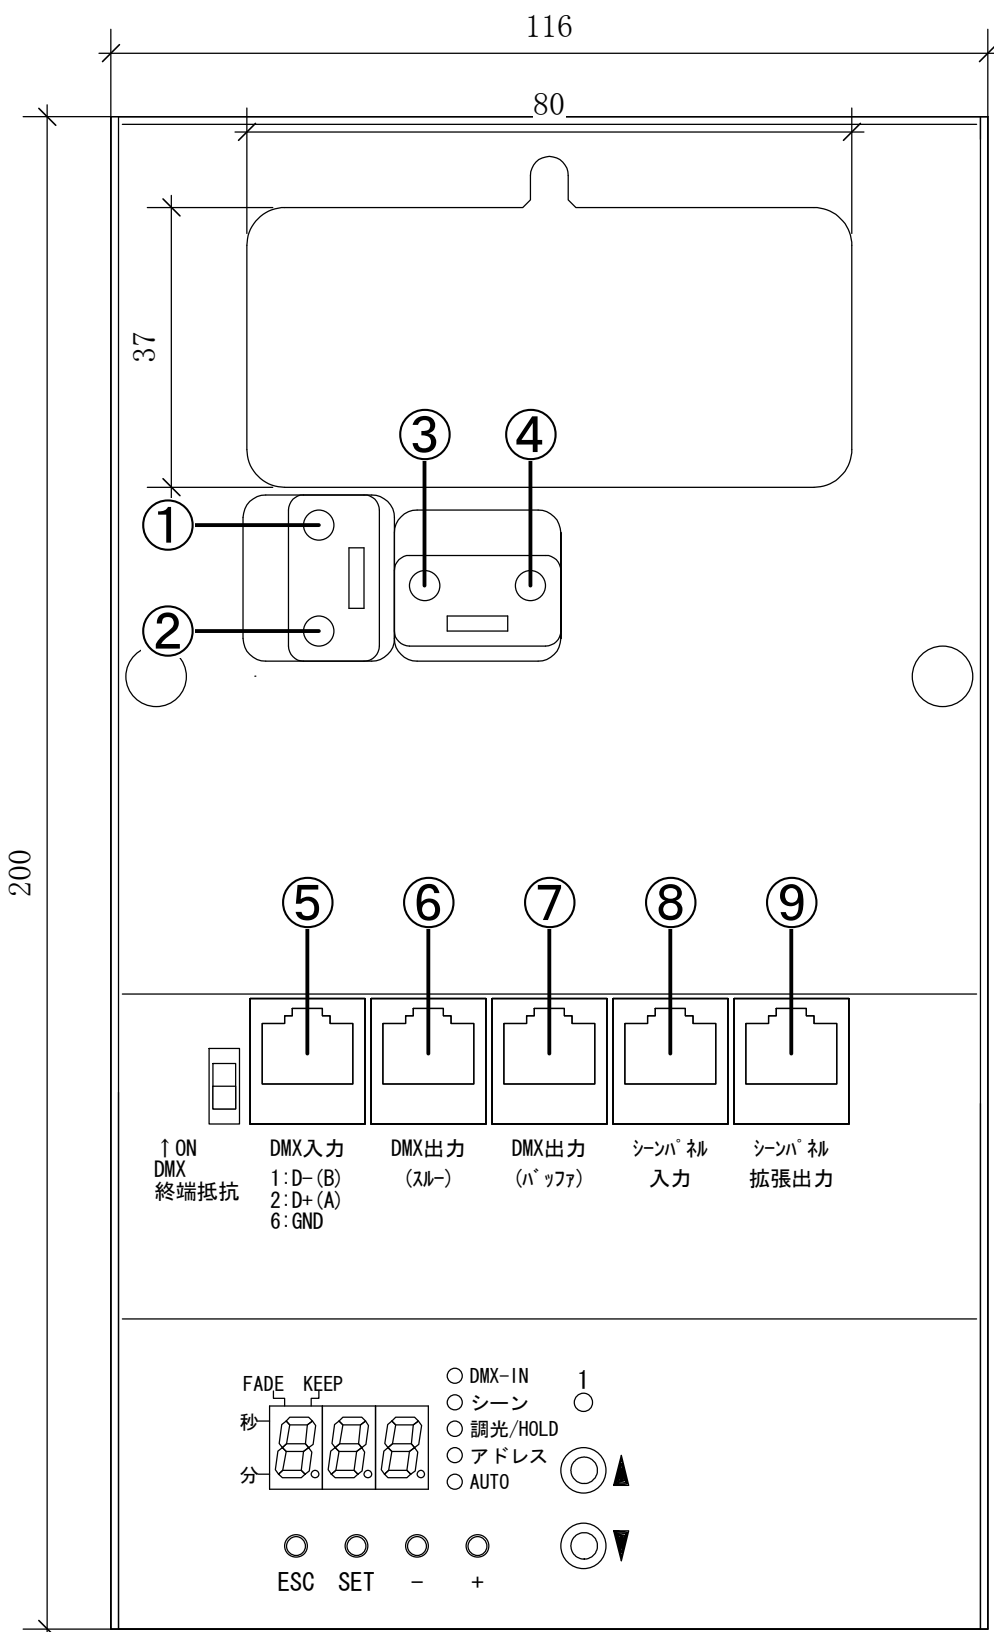 116
80
37
③ ④
①
②
200
⑤ ⑥ ⑦ ⑧ ⑨
↑ON
DMX
終端抵抗
DMX入力
1:D-(B)
2:D+(A)
6:GND
DMX出力
(ｽﾙｰ)
DMX出力
(ﾊﾞｯﾌｧ)
ｼｰﾝﾊﾟﾈﾙ
入力
ｼｰﾝﾊﾟﾈﾙ
拡張出力
FADE KEEP
秒
分
8.8.8.
DMX-IN
シーン
調光/HOLD
アドレス
AUTO
1
▲
▼
ESC SET - +